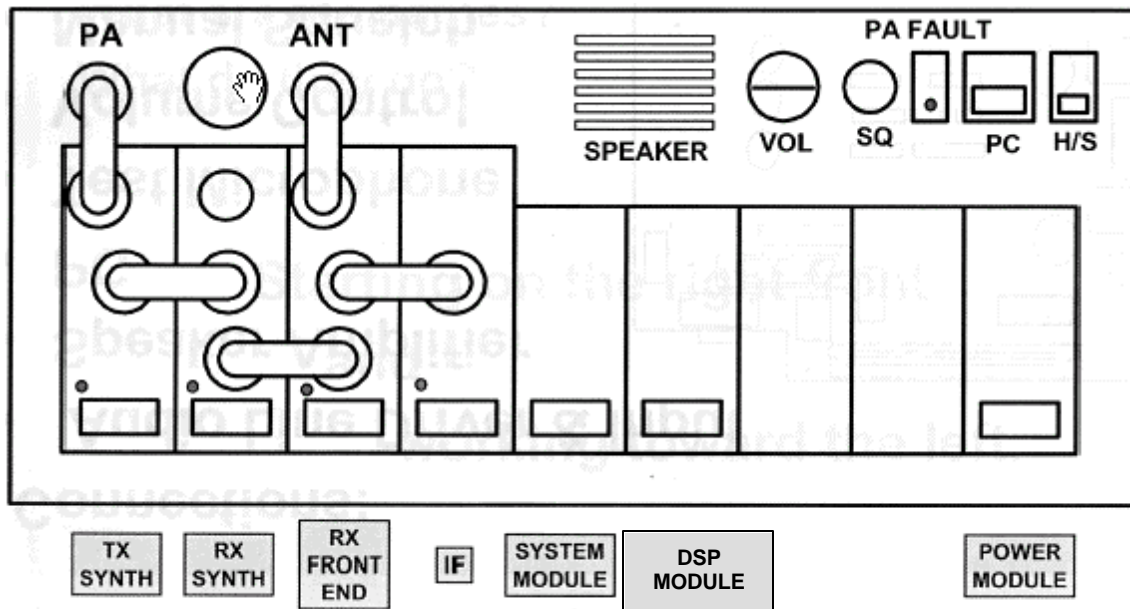 PA
ANT
PA FAULT
SPEAKER
VOL
SQ
PC
H/S
TX
SYNTH
RX
SYNTH
RX
FRONT
END
IF
SYSTEM
MODULE
DSP
MODULE
POWER
MODULE